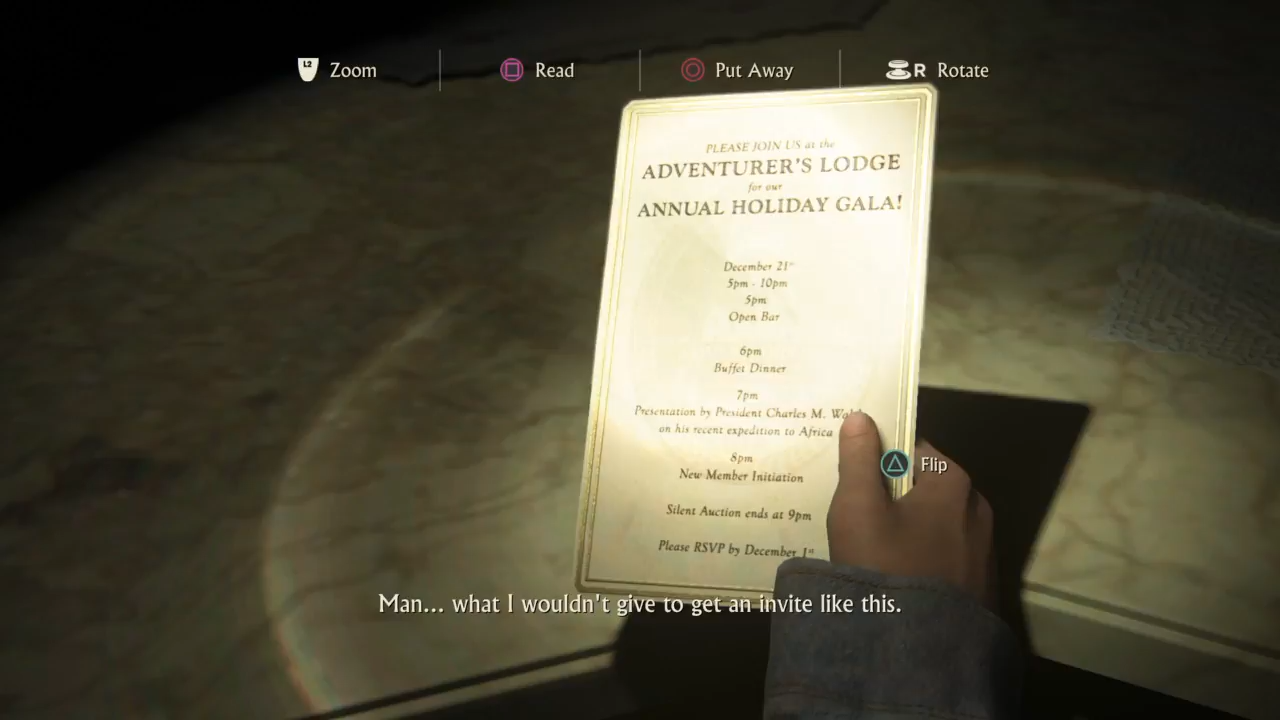 L2 Zoom
Read
Put Away
R Rotate
PLEASE JOIN US at the
ADVENTURER'S LODGE
for our
ANNUAL HOLIDAY GALA!
December 21st
5pm - 10pm
5pm
Open Bar
6pm
Buffet Dinner
7pm
Presentation by President Charles M.
on his recent expedition to Africa
8pm
New Member Initiation
Flip
Silent Auction ends at 9pm
Please RSVP by December 1st
Man... what I wouldn't give to get an invite like this.